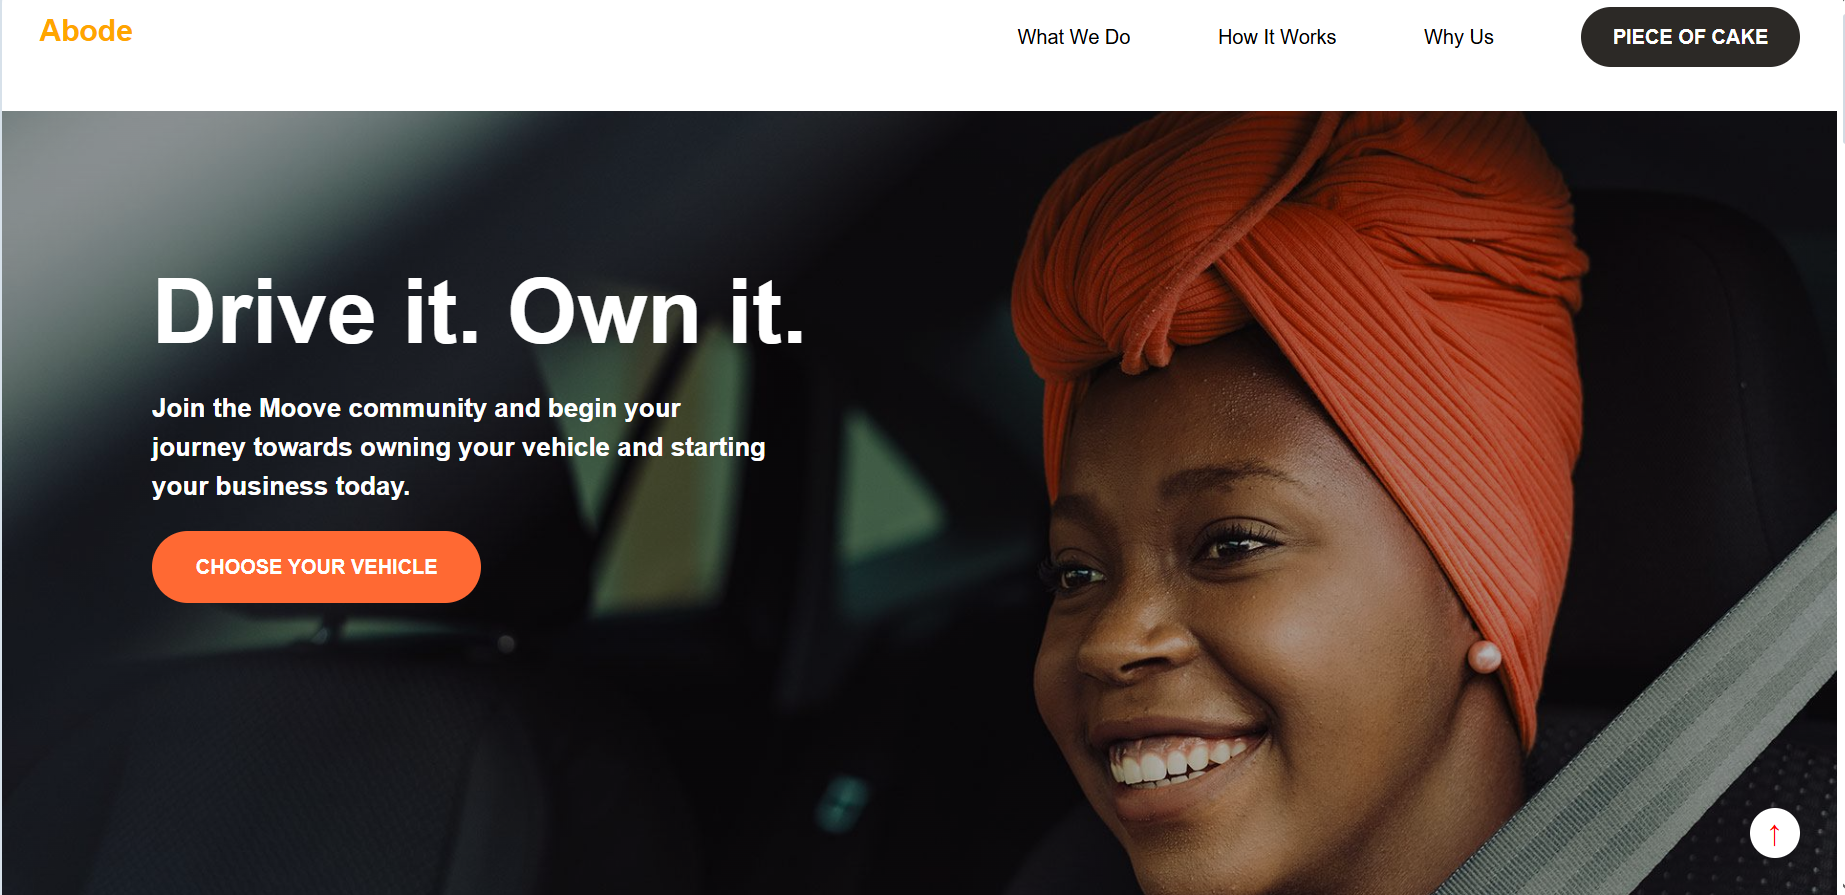 Abode
What We Do
How It Works
Why Us
PIECE OF CAKE
Drive it. Own it.
Join the Moove community and begin your
journey towards owning your vehicle and starting
your business today.
CHOOSE YOUR VEHICLE
↑